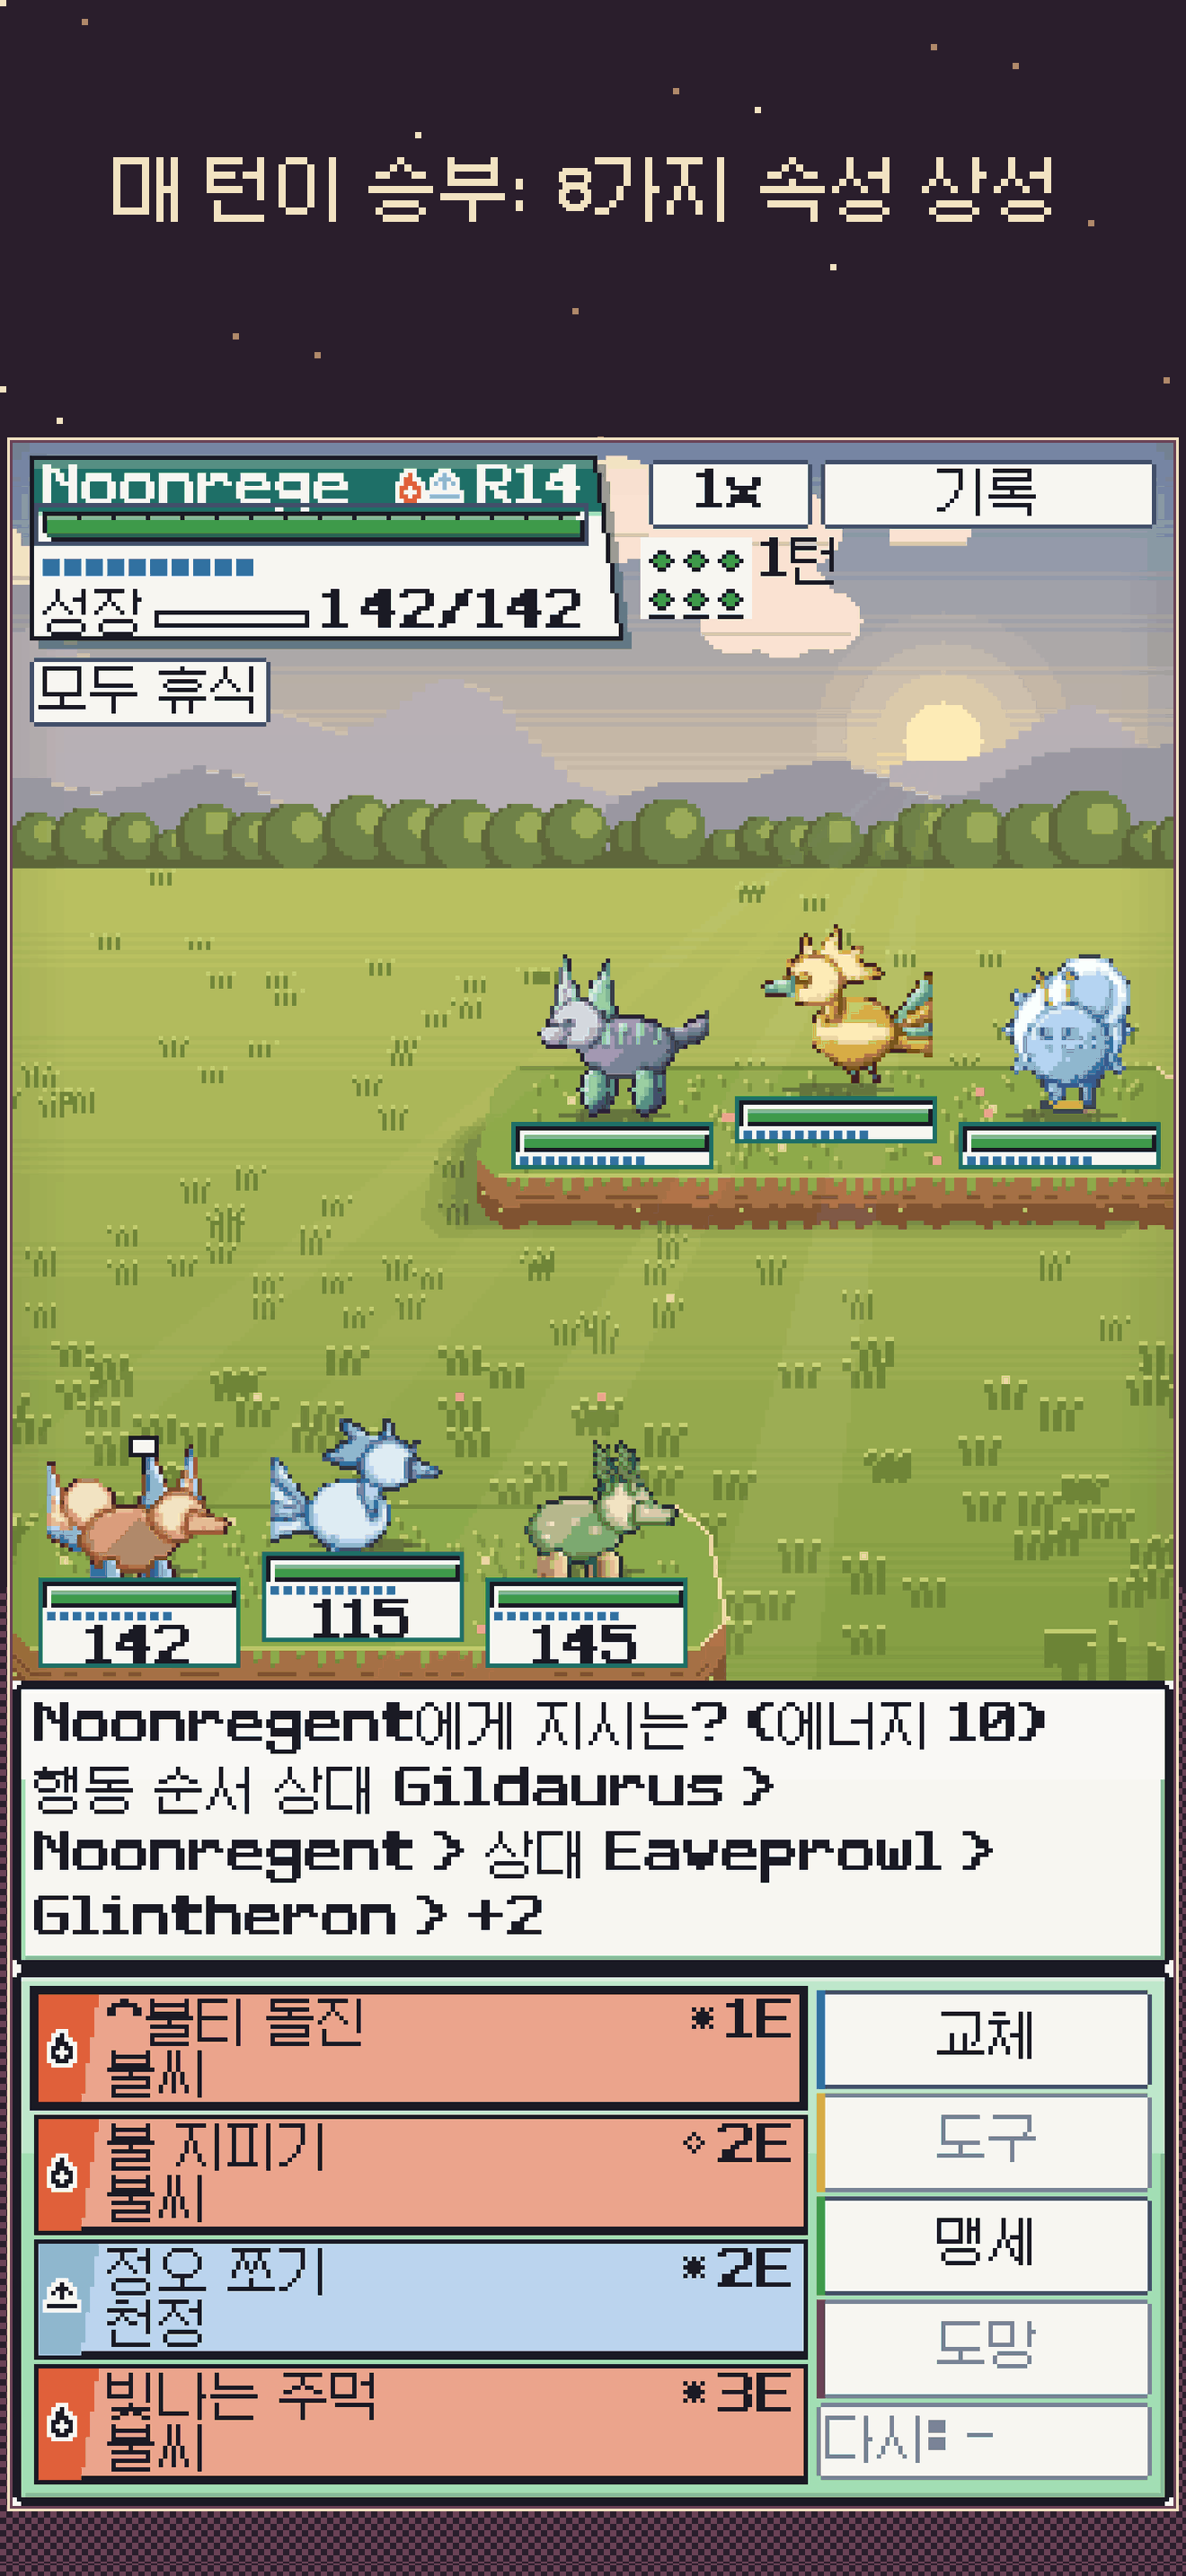 매 턴이 승부: 8가지 속성 상성
Noonrege R14
1x
기록
1턴
성장 142/142
모두 휴식
142
115
145
Noonregent에게 지시는? (에너지 10)
행동 순서 상대 Gildaurus >
Noonregent > 상대 Eaweprowl >
Glintheron > +2
^불티 돌진 *1E
불씨
불 지피기 ◇2E
불씨
정오 쪼기 *2E
천정
빛나는 주먹 *3E
불씨
교체
도구
맹세
도망
다시: -